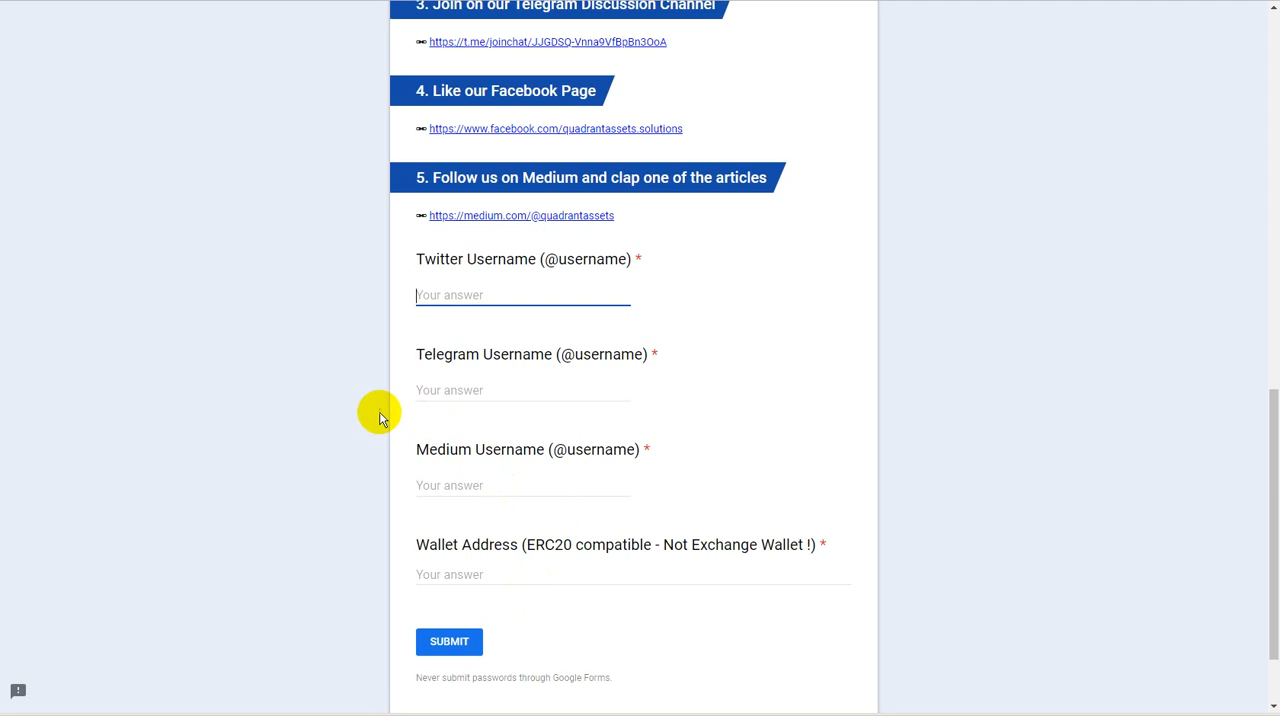 3. Join on our Telegram Discussion Channel
https://t.me/joinchat/JJGDSQ-Vnna9VfBpBn3OoA
4. Like our Facebook Page
https://www.facebook.com/quadrantassets.solutions
5. Follow us on Medium and clap one of the articles
https://medium.com/@quadrantassets
Twitter Username (@username) *
Your answer
Telegram Username (@username) *
Your answer
Medium Username (@username) *
Your answer
Wallet Address (ERC20 compatible - Not Exchange Wallet !) *
Your answer
SUBMIT
Never submit passwords through Google Forms.